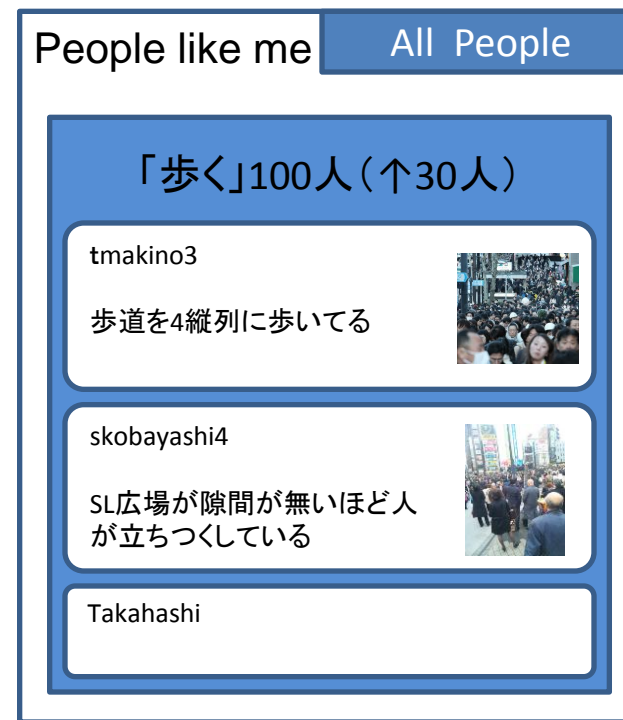 People like me
All People
「歩く」100人(↑30人)
tmakino3
歩道を4縦列に歩いてる
skobayashi4
SL広場が隙間が無いほど人
が立ちつくしている
Takahashi